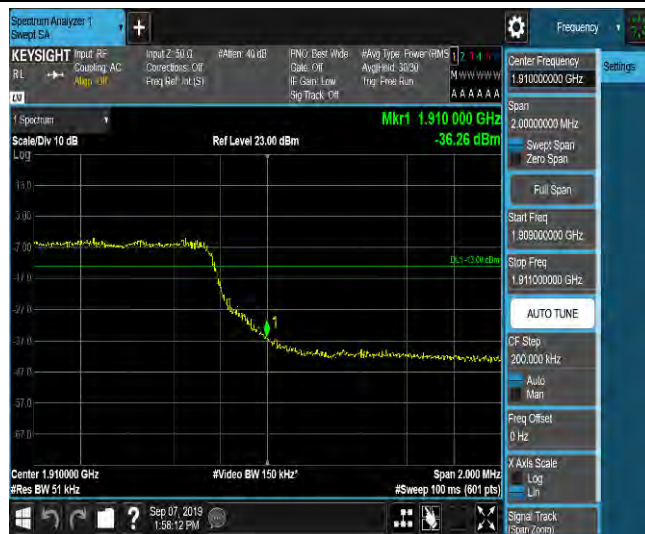 Spectrum Analyzer 1
Swept SA
+
Frequency
KEYSIGHT
Input: RF
Coupling: AC
Align: Off
Input Z: 50 Ω
Corrections: Off
Freq Ref: Int (S)
#Atten: 40 dB
PNO: Best Wide
Gate: Off
IF Gain: Low
Sig Track: Off
#Avg Type: Power (RMS
Avg|Hold: 30/30
Trig: Free Run
1 2 3 4 5 6
M W W W W W
A A A A A A
RL
LW
1 Spectrum
Scale/Div 10 dB
Log
Ref Level 23.00 dBm
Mkr1 1.910 000 GHz
-36.26 dBm
13.0
3.00
-7.00
-17.0
-27.0
-37.0
-47.0
-57.0
-67.0
DL1 -13.00 dBm
1
Center 1.910000 GHz
#Video BW 150 kHz*
Span 2.000 MHz
#Res BW 51 kHz
#Sweep 100 ms (601 pts)
Center Frequency
1.910000000 GHz
Settings
Span
2.00000000 MHz
Swept Span
Zero Span
Full Span
Start Freq
1.909000000 GHz
Stop Freq
1.911000000 GHz
AUTO TUNE
CF Step
200.000 kHz
Auto
Man
Freq Offset
0 Hz
X Axis Scale
Log
Lin
Signal Track
(Span Zoom)
?
Sep 07, 2019
1:58:12 PM